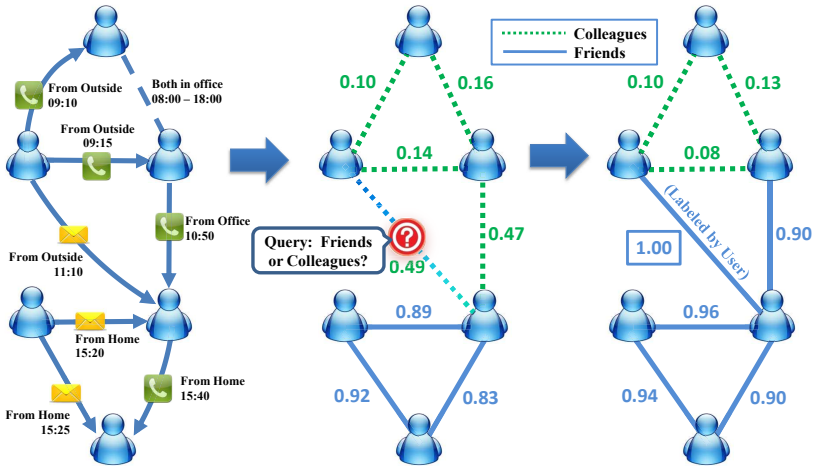 From Outside
09:10
Both in office
08:00 – 18:00
From Outside
09:15
From Office
10:50
From Outside
11:10
From Home
15:20
From Home
15:40
From Home
15:25
0.10
0.16
0.14
0.47
Query: Friends
or Colleagues?
?
0.49
0.89
0.92
0.83
Colleagues
Friends
0.10
0.13
0.08
(Labeled by User)
1.00
0.90
0.96
0.94
0.90